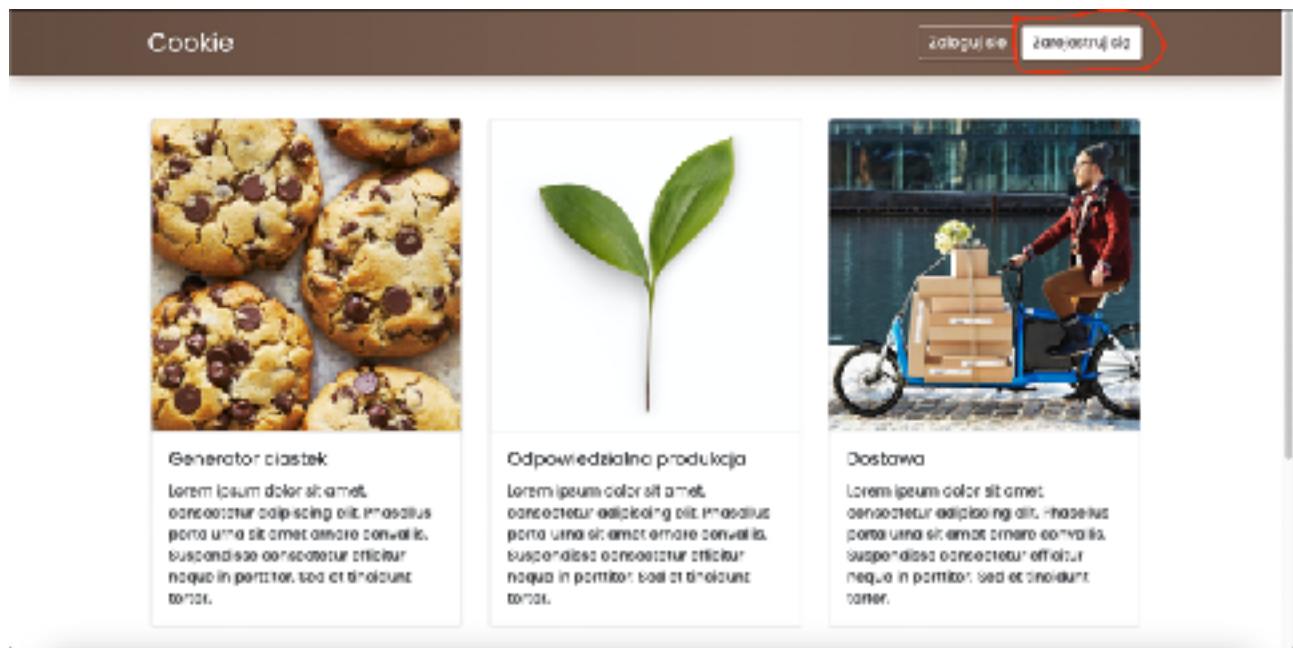 Cookie
Zaloguj się Zarejestruj się
Generator ciastek
Odpowiedzialna produkcja
Dostawa
Lorem ipsum dolor sit amet,
consectetur adipiscing elit. Phasellus
porta urna sit amet ornare convallis.
Suspendisse consectetur efficitur
neque in porttitor. Sed et tincidunt
tortor.
Lorem ipsum dolor sit amet,
consectetur adipiscing elit. Phasellus
porta urna sit amet ornare convallis.
Suspendisse consectetur efficitur
neque in porttitor. Sed et tincidunt
tortor.
Lorem ipsum dolor sit amet,
consectetur adipiscing elit. Phasellus
porta urna sit amet ornare convallis.
Suspendisse consectetur efficitur
neque in porttitor. Sed et tincidunt
tortor.